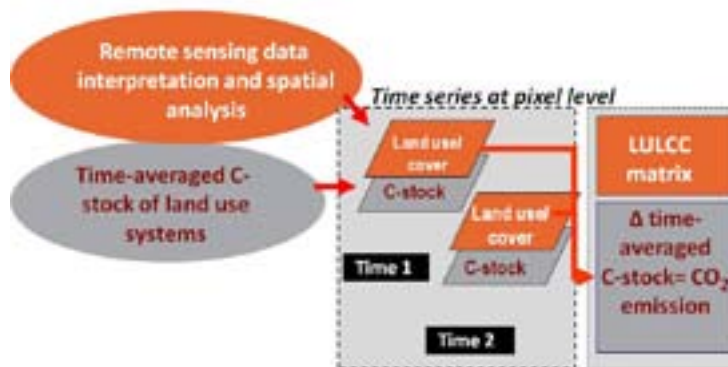 Remote sensing data
interpretation and spatial
analysis
Time-averaged C-
stock of land use
systems
Time series at pixel level
Land use/
cover
C-stock
Land use/
cover
C-stock
Time 1
Time 2
LULCC
matrix
Δ time-
averaged
C-stock= CO₂
emission